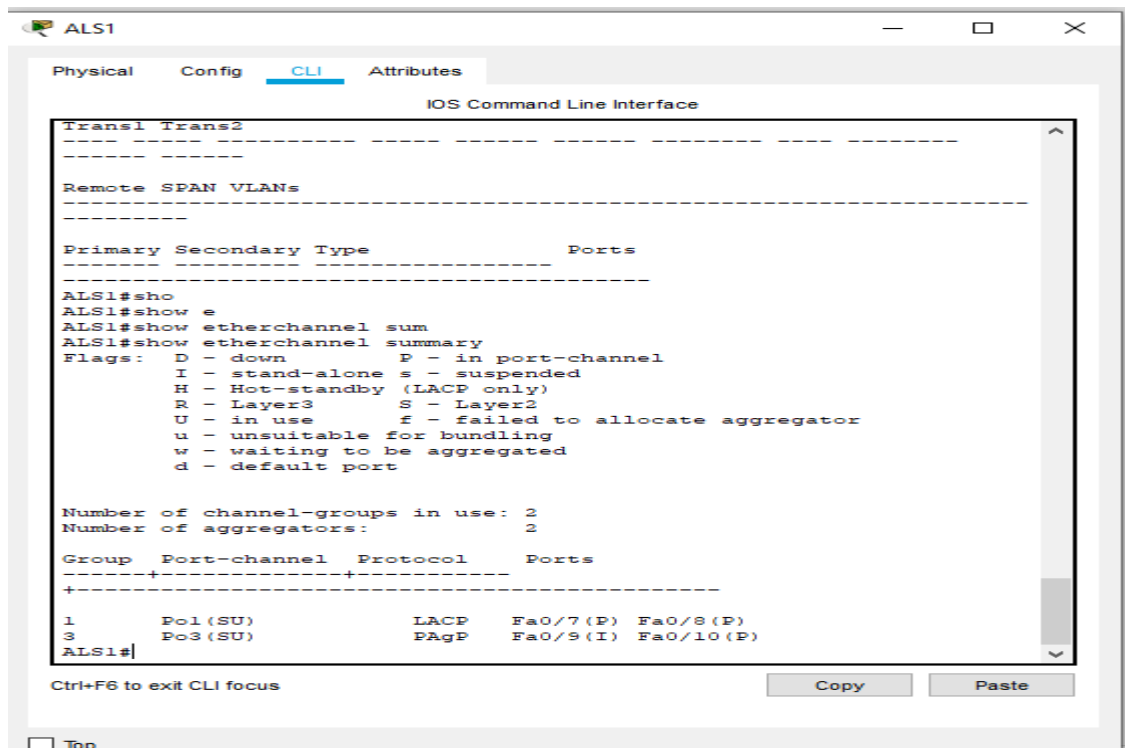 ALS1
Physical Config CLI Attributes
IOS Command Line Interface
Trans1 Trans2
---- ----- ---------- ----- ------ ------ -------- ---- --------
------ ------
Remote SPAN VLANs
---------------------------------------------------------------------
---------
Primary Secondary Type Ports
------- --------- -----------------
------------------------------------------
ALS1#sho
ALS1#show e
ALS1#show etherchannel sum
ALS1#show etherchannel summary
Flags: D - down P - in port-channel
I - stand-alone s - suspended
H - Hot-standby (LACP only)
R - Layer3 S - Layer2
U - in use f - failed to allocate aggregator
u - unsuitable for bundling
w - waiting to be aggregated
d - default port
Number of channel-groups in use: 2
Number of aggregators: 2
Group Port-channel Protocol Ports
------+-------------+-----------
+----------------------------------------------
1 Po1(SU) LACP Fa0/7(P) Fa0/8(P)
3 Po3(SU) PAgP Fa0/9(I) Fa0/10(P)
ALS1#
Ctrl+F6 to exit CLI focus Copy Paste
Top